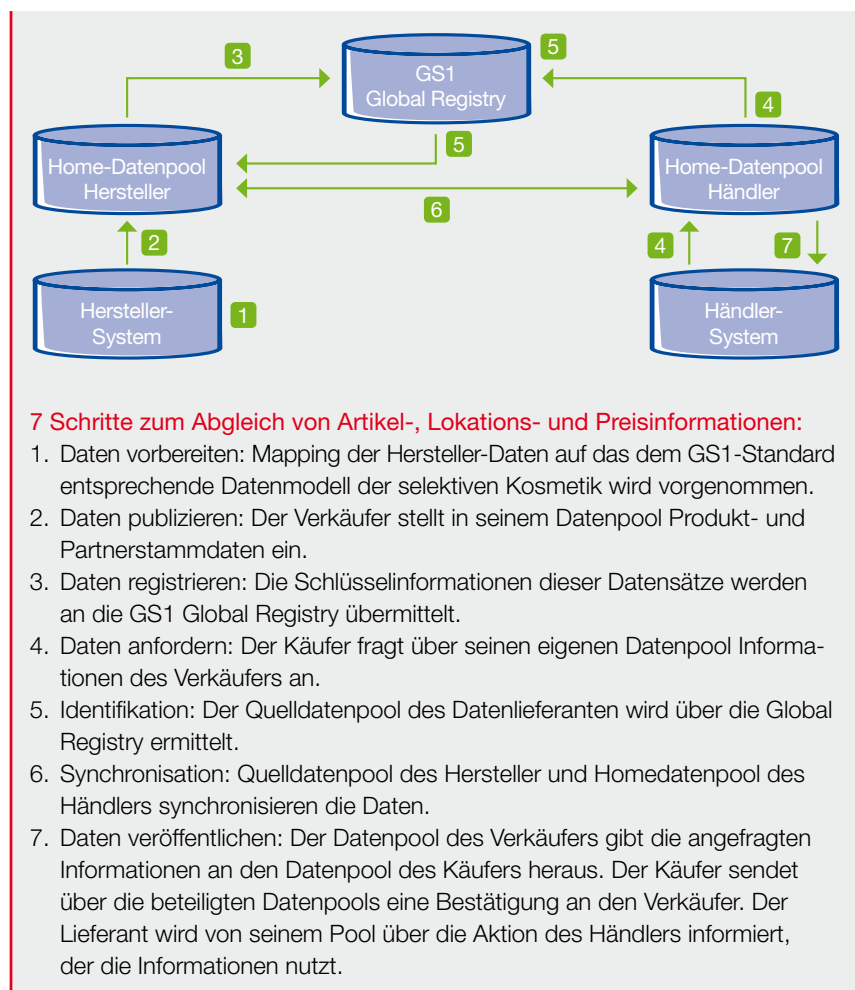 3
5
GS1
Global Registry
4
5
Home-Datenpool
Hersteller
Home-Datenpool
Händler
6
2
4
7
Hersteller-
System
1
Händler-
System
7 Schritte zum Abgleich von Artikel-, Lokations- und Preisinformationen:
1. Daten vorbereiten: Mapping der Hersteller-Daten auf das dem GS1-Standard
entsprechende Datenmodell der selektiven Kosmetik wird vorgenommen.
2. Daten publizieren: Der Verkäufer stellt in seinem Datenpool Produkt- und
Partnerstammdaten ein.
3. Daten registrieren: Die Schlüsselinformationen dieser Datensätze werden
an die GS1 Global Registry übermittelt.
4. Daten anfordern: Der Käufer fragt über seinen eigenen Datenpool Informa-
tionen des Verkäufers an.
5. Identifikation: Der Quelldatenpool des Datenlieferanten wird über die Global
Registry ermittelt.
6. Synchronisation: Quelldatenpool des Hersteller und Homedatenpool des
Händlers synchronisieren die Daten.
7. Daten veröffentlichen: Der Datenpool des Verkäufers gibt die angefragten
Informationen an den Datenpool des Käufers heraus. Der Käufer sendet
über die beteiligten Datenpools eine Bestätigung an den Verkäufer. Der
Lieferant wird von seinem Pool über die Aktion des Händlers informiert,
der die Informationen nutzt.